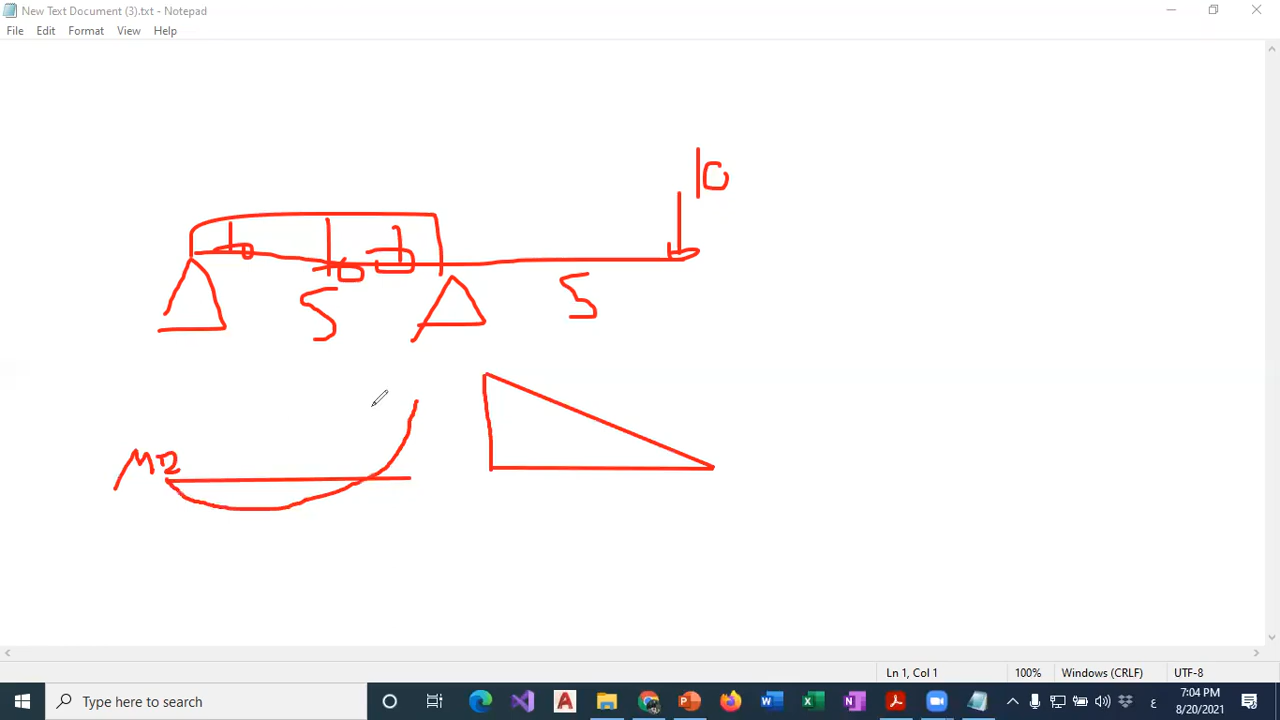 New Text Document (3).txt - Notepad
File Edit Format View Help
10
5 5
Ln 1, Col 1 100% Windows (CRLF) UTF-8
Type here to search
ع
7:04 PM
8/20/2021